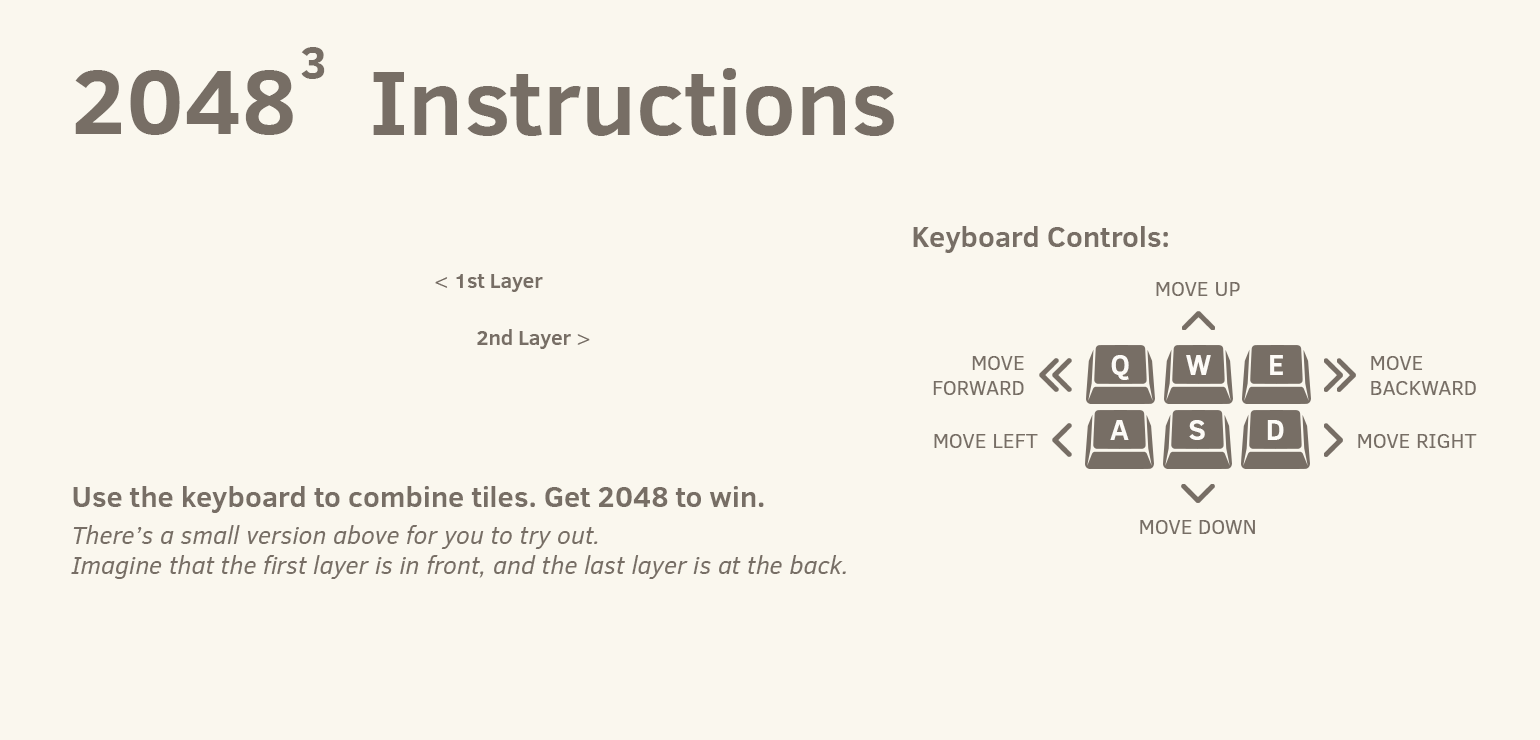 2048³ Instructions
< 1st Layer
2nd Layer >
Use the keyboard to combine tiles. Get 2048 to win.
There’s a small version above for you to try out.
Imagine that the first layer is in front, and the last layer is at the back.
Keyboard Controls:
MOVE UP
MOVE
FORWARD
Q W E
MOVE
BACKWARD
MOVE LEFT
A S D
MOVE RIGHT
MOVE DOWN